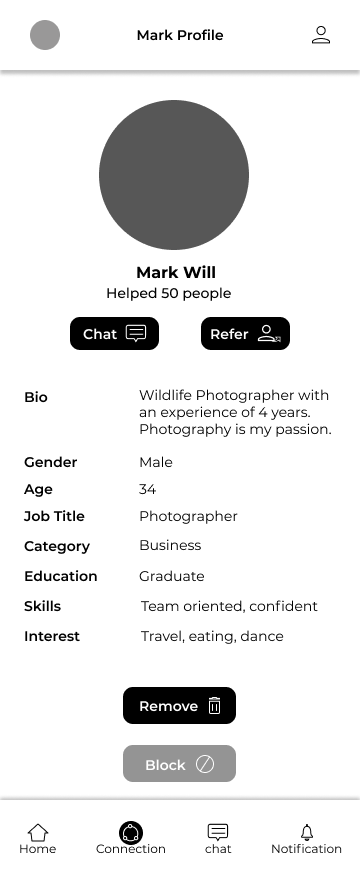 Mark Profile
Mark Will
Helped 50 people
Chat
Refer
Bio
Wildlife Photographer with
an experience of 4 years.
Photography is my passion.
Gender
Male
Age
34
Job Title
Photographer
Category
Business
Education
Graduate
Skills
Team oriented, confident
Interest
Travel, eating, dance
Remove
Block
Home
Connection
chat
Notification